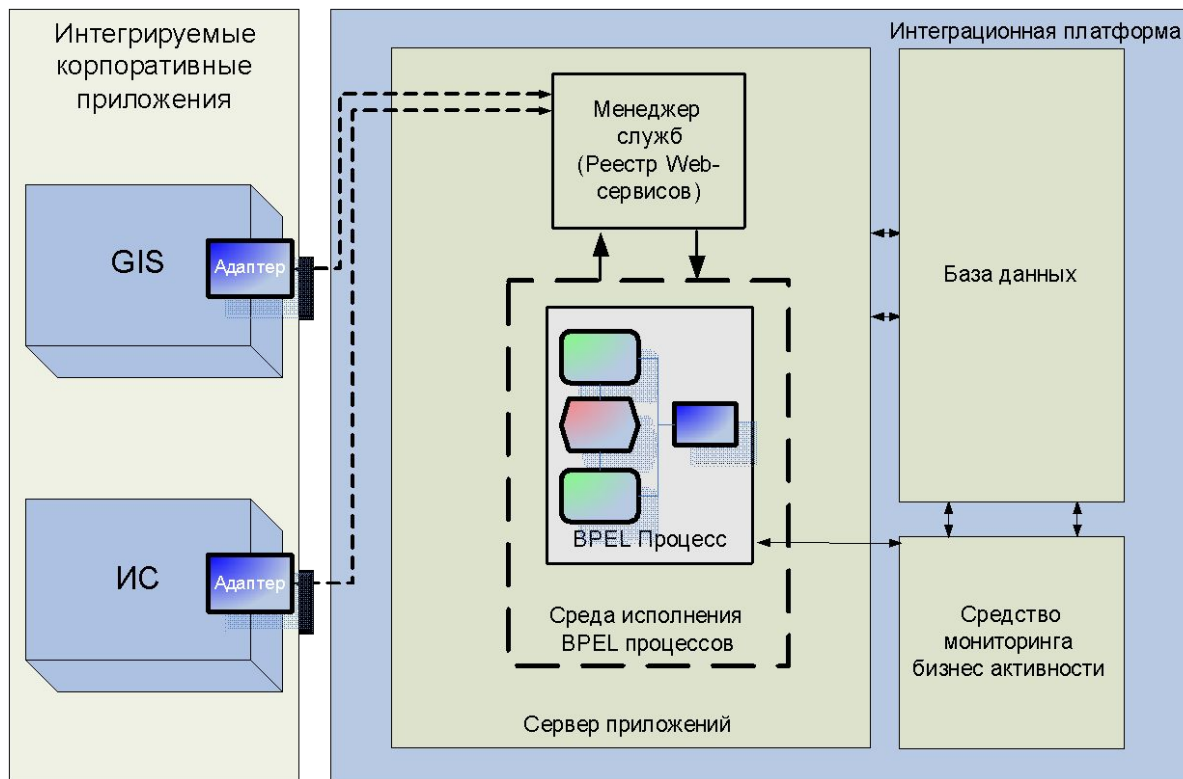 Интегрируемые
корпоративные
приложения
GIS
Адаптер
ИС
Адаптер
Интеграционная платформа
Менеджер
служб
(Реестр Web-
сервисов)
BPEL Процесс
Среда исполнения
BPEL процессов
Сервер приложений
База данных
Средство
мониторинга
бизнес активности